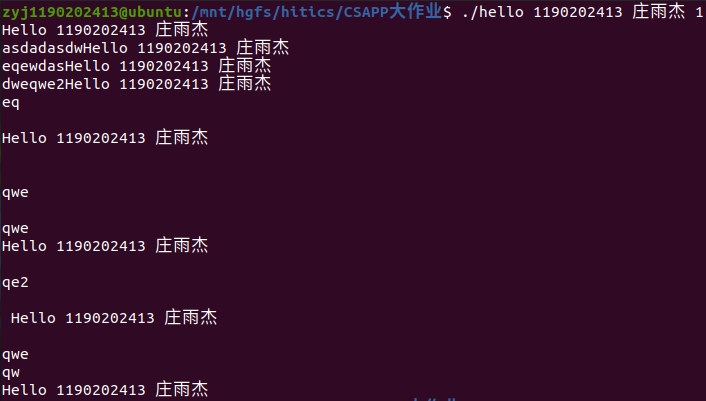 zyj1190202413@ubuntu:/mnt/hgfs/hitics/CSAPP大作业$ ./hello 1190202413 庄雨杰 1
Hello 1190202413 庄雨杰
asdadasdwHello 1190202413 庄雨杰
eqewdasHello 1190202413 庄雨杰
dweqwe2Hello 1190202413 庄雨杰
eq
Hello 1190202413 庄雨杰
qwe
qwe
Hello 1190202413 庄雨杰
qe2
Hello 1190202413 庄雨杰
qwe
qw
Hello 1190202413 庄雨杰